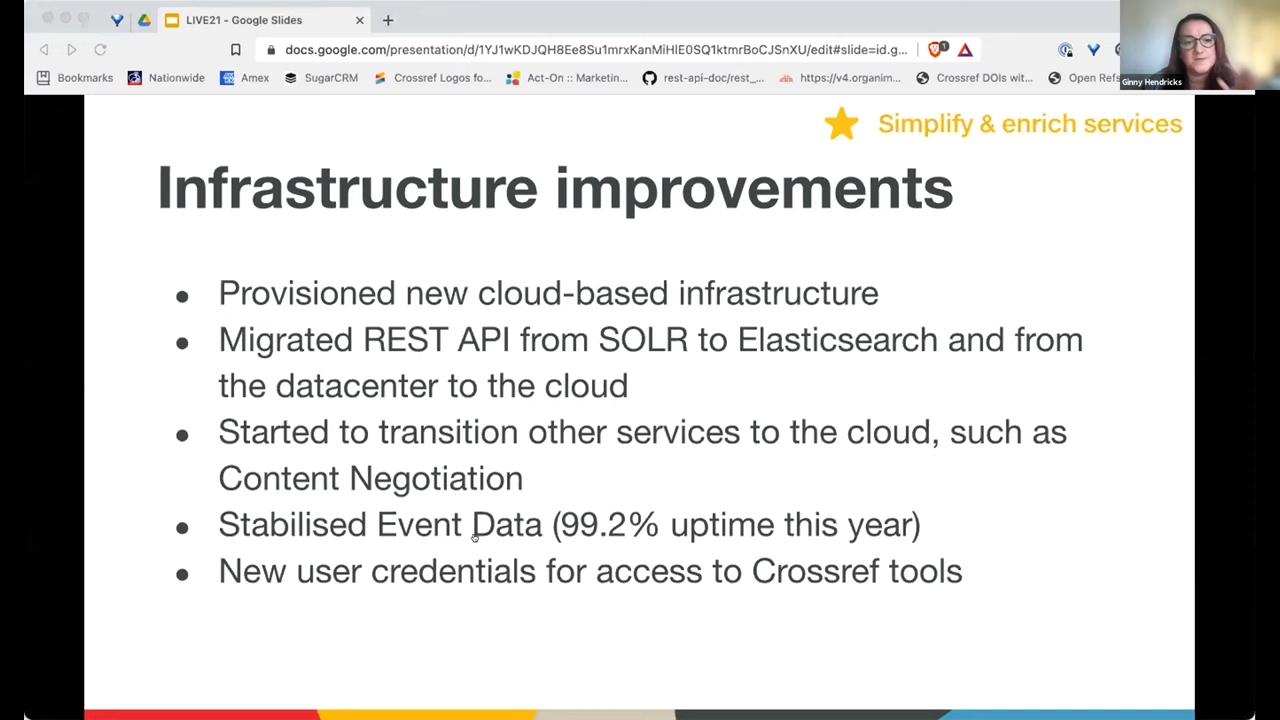 LIVE21 - Google Slides
docs.google.com/presentation/d/1YJ1wKDJQH8Ee8Su1mrxKanMiHlE0SQ1ktmrBoCJSnXU/edit#slide=id.g...
1
Bookmarks
Nationwide
Amex
SugarCRM
Crossref Logos fo...
Act-On :: Marketin...
rest-api-doc/rest_...
https://v4.organim...
Crossref DOIs wit...
Open Refs
Ginny Hendricks
Simplify & enrich services
Infrastructure improvements
• Provisioned new cloud-based infrastructure
• Migrated REST API from SOLR to Elasticsearch and from
the datacenter to the cloud
• Started to transition other services to the cloud, such as
Content Negotiation
• Stabilised Event Data (99.2% uptime this year)
• New user credentials for access to Crossref tools